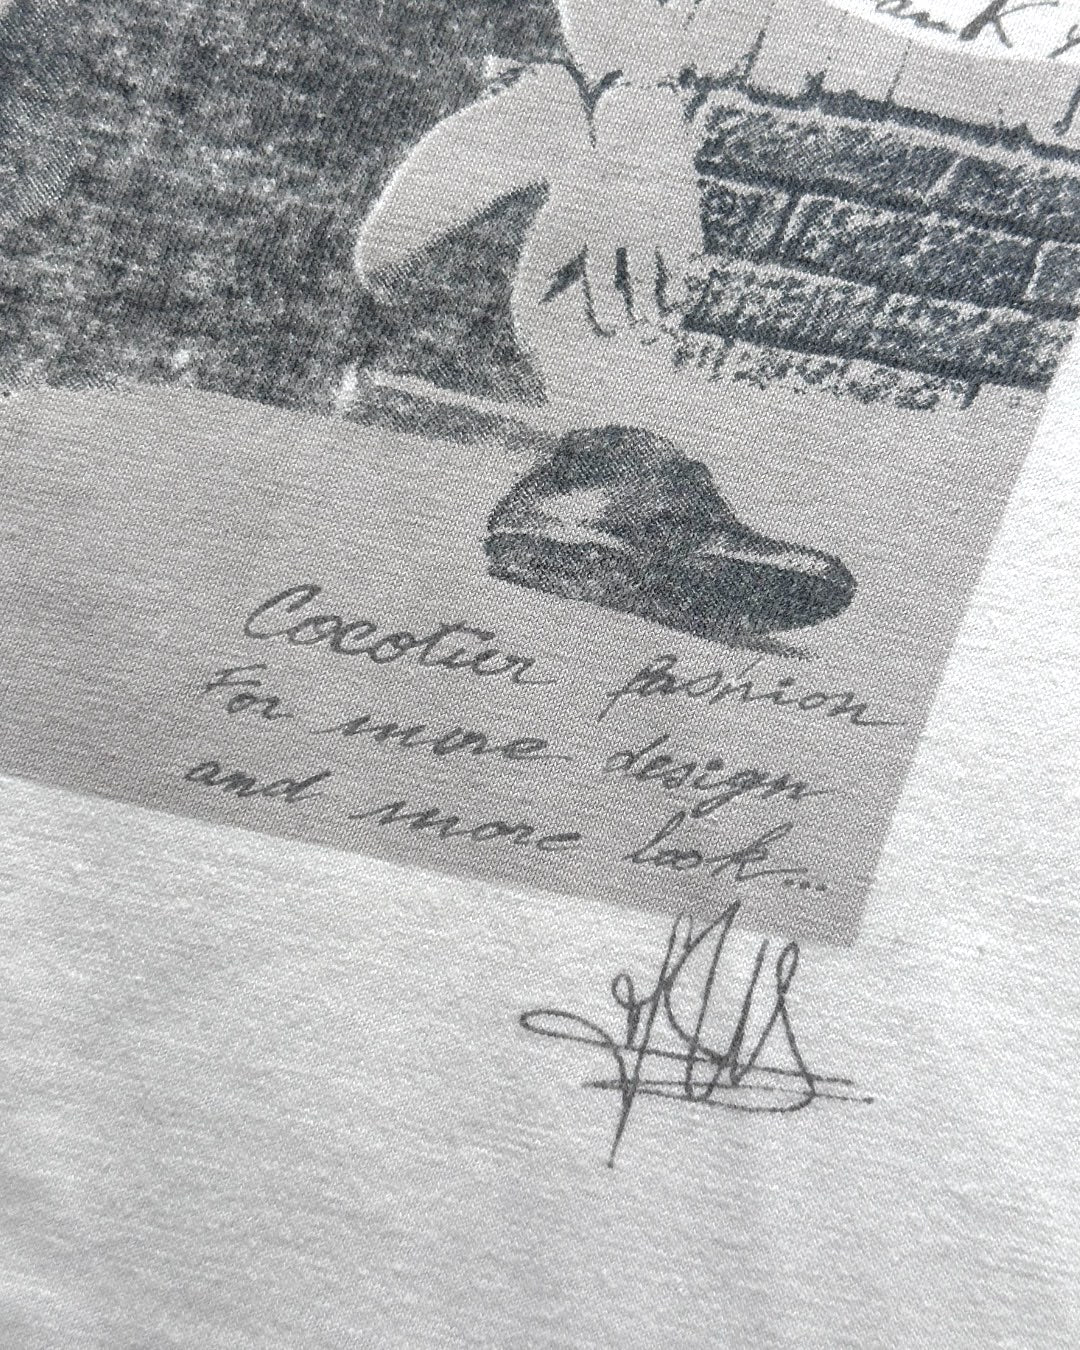 Cocotier fashion
For more design
and more look...